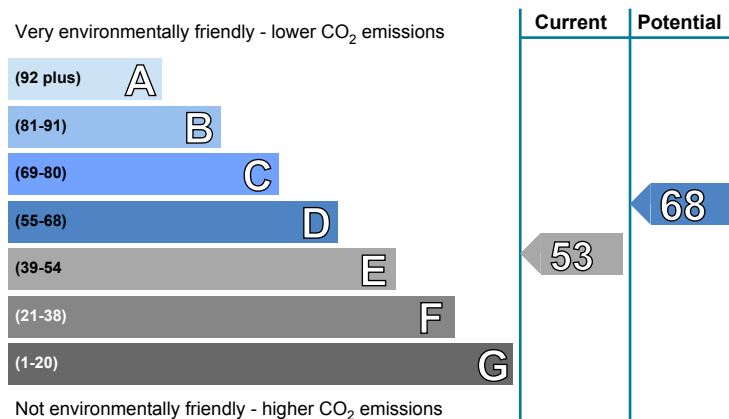 Current Potential
Very environmentally friendly - lower CO₂ emissions
(92 plus) A
(81-91) B
(69-80) C
(55-68) D
68
(39-54 E
53
(21-38) F
(1-20) G
Not environmentally friendly - higher CO₂ emissions